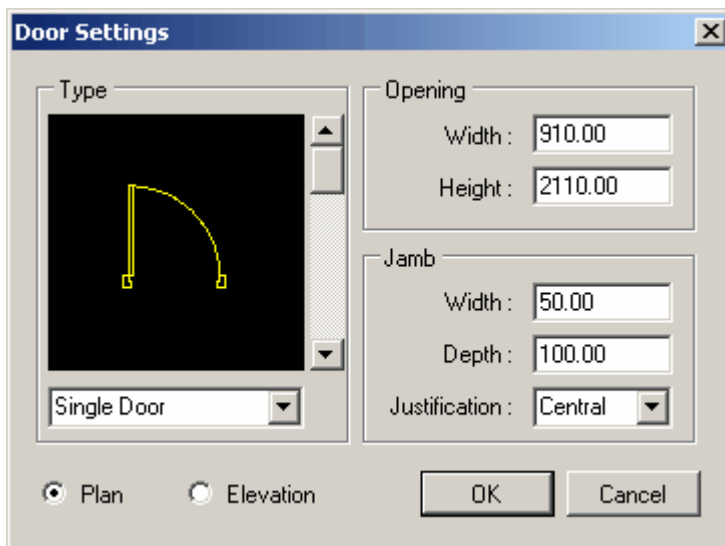 Door Settings
Type
Single Door
Opening
Width : 910.00
Height : 2110.00
Jamb
Width : 50.00
Depth : 100.00
Justification : Central
Plan Elevation OK Cancel